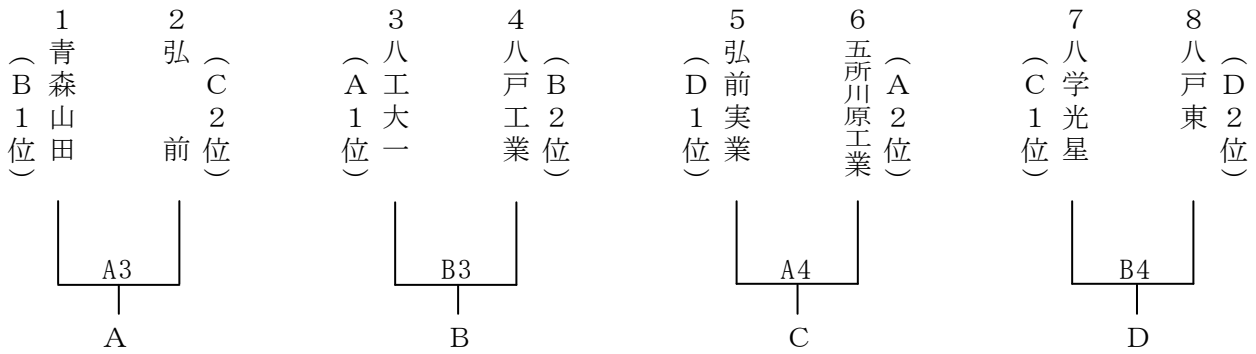 1 青森山田
(B1位)
2 弘前
(C2位)
3 八工大一
(A1位)
4 八戸工業
(B2位)
5 弘前実業
(D1位)
6 五所川原工業
(A2位)
7 八学光星
(C1位)
8 八戸東
(D2位)
A3
B3
A4
B4
A
B
C
D